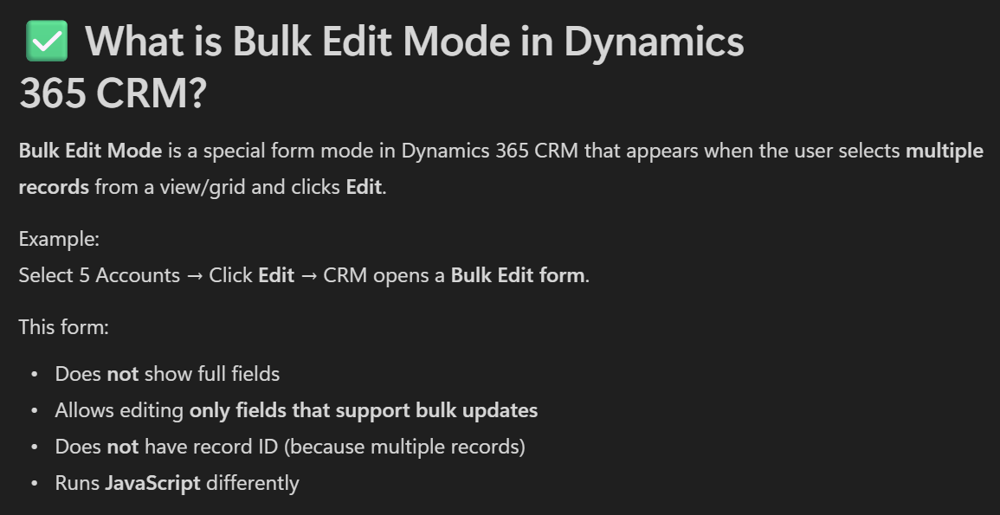 ✅ What is Bulk Edit Mode in Dynamics
365 CRM?
Bulk Edit Mode is a special form mode in Dynamics 365 CRM that appears when the user selects multiple
records from a view/grid and clicks Edit.
Example:
Select 5 Accounts → Click Edit → CRM opens a Bulk Edit form.
This form:
• Does not show full fields
• Allows editing only fields that support bulk updates
• Does not have record ID (because multiple records)
• Runs JavaScript differently